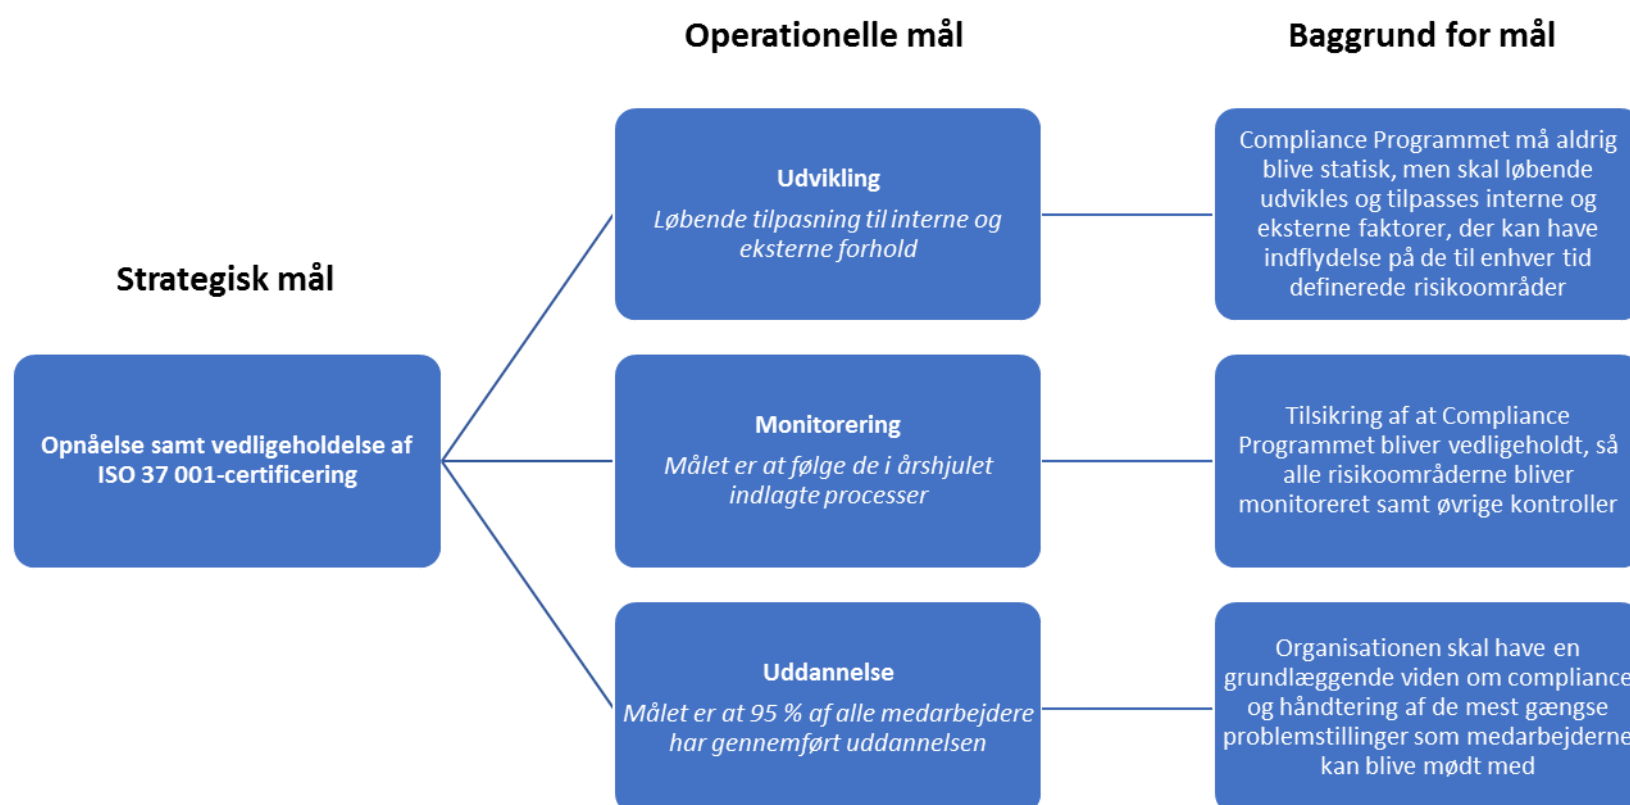 Operationelle mål
Baggrund for mål
Strategisk mål
Opnåelse samt vedligeholdelse af
ISO 37 001-certificering
Udvikling
Løbende tilpasning til interne og
eksterne forhold
Compliance Programmet må aldrig
blive statisk, men skal løbende
udvikles og tilpasses interne og
eksterne faktorer, der kan have
indflydelse på de til enhver tid
definerede risikoområder
Monitorering
Målet er at følge de i årshjulet
indlagte processer
Tilsikring af at Compliance
Programmet bliver vedligeholdt, så
alle risikoområderne bliver
monitoreret samt øvrige kontroller
Uddannelse
Målet er at 95 % af alle medarbejdere
har gennemført uddannelsen
Organisationen skal have en
grundlæggende viden om compliance
og håndtering af de mest gængse
problemstillinger som medarbejderne
kan blive mødt med